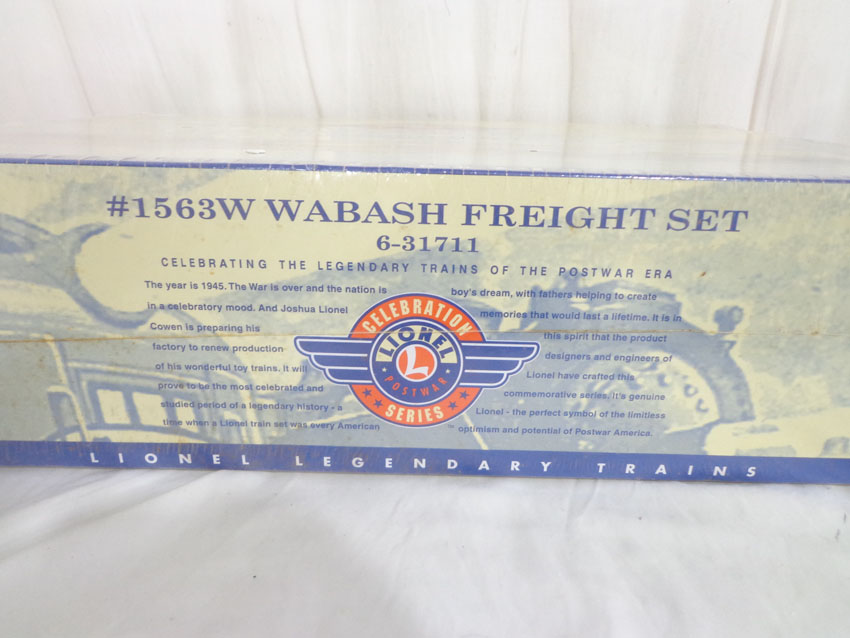 #1563W WABASH FREIGHT SET
6-31711
CELEBRATING THE LEGENDARY TRAINS OF THE POSTWAR ERA
The year is 1945. The War is over and the nation is
in a celebratory mood. And Joshua Lionel
Cowen is preparing his
factory to renew production
of his wonderful toy trains. It will
prove to be the most celebrated and
studied period of a legendary history - a
time when a Lionel train set was every American
boy's dream, with fathers helping to create
memories that would last a lifetime. It is in
this spirit that the product
designers and engineers of
Lionel have crafted this
commemorative series. It's genuine
Lionel - the perfect symbol of the limitless
optimism and potential of Postwar America.
CELEBRATION
LIONEL
L
POSTWAR
SERIES
™
LIONEL LEGENDARY TRAINS